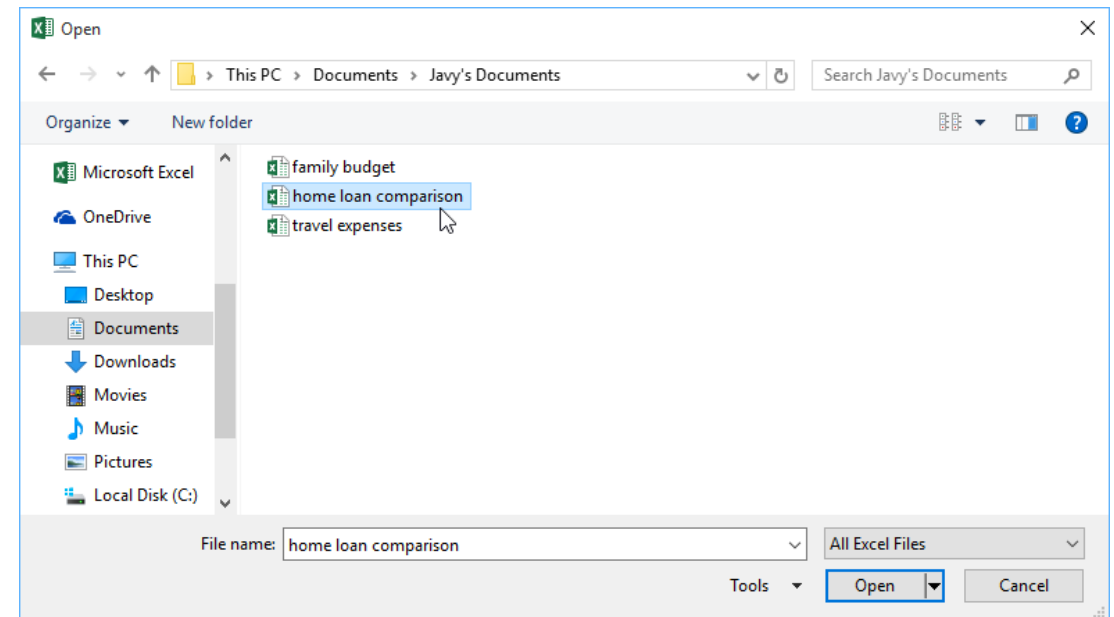 Open
This PC > Documents > Javy's Documents
Search Javy's Documents
Organize
New folder
Microsoft Excel
OneDrive
This PC
Desktop
Documents
Downloads
Movies
Music
Pictures
Local Disk (C:)
family budget
home loan comparison
travel expenses
File name: home loan comparison
All Excel Files
Tools
Open
Cancel